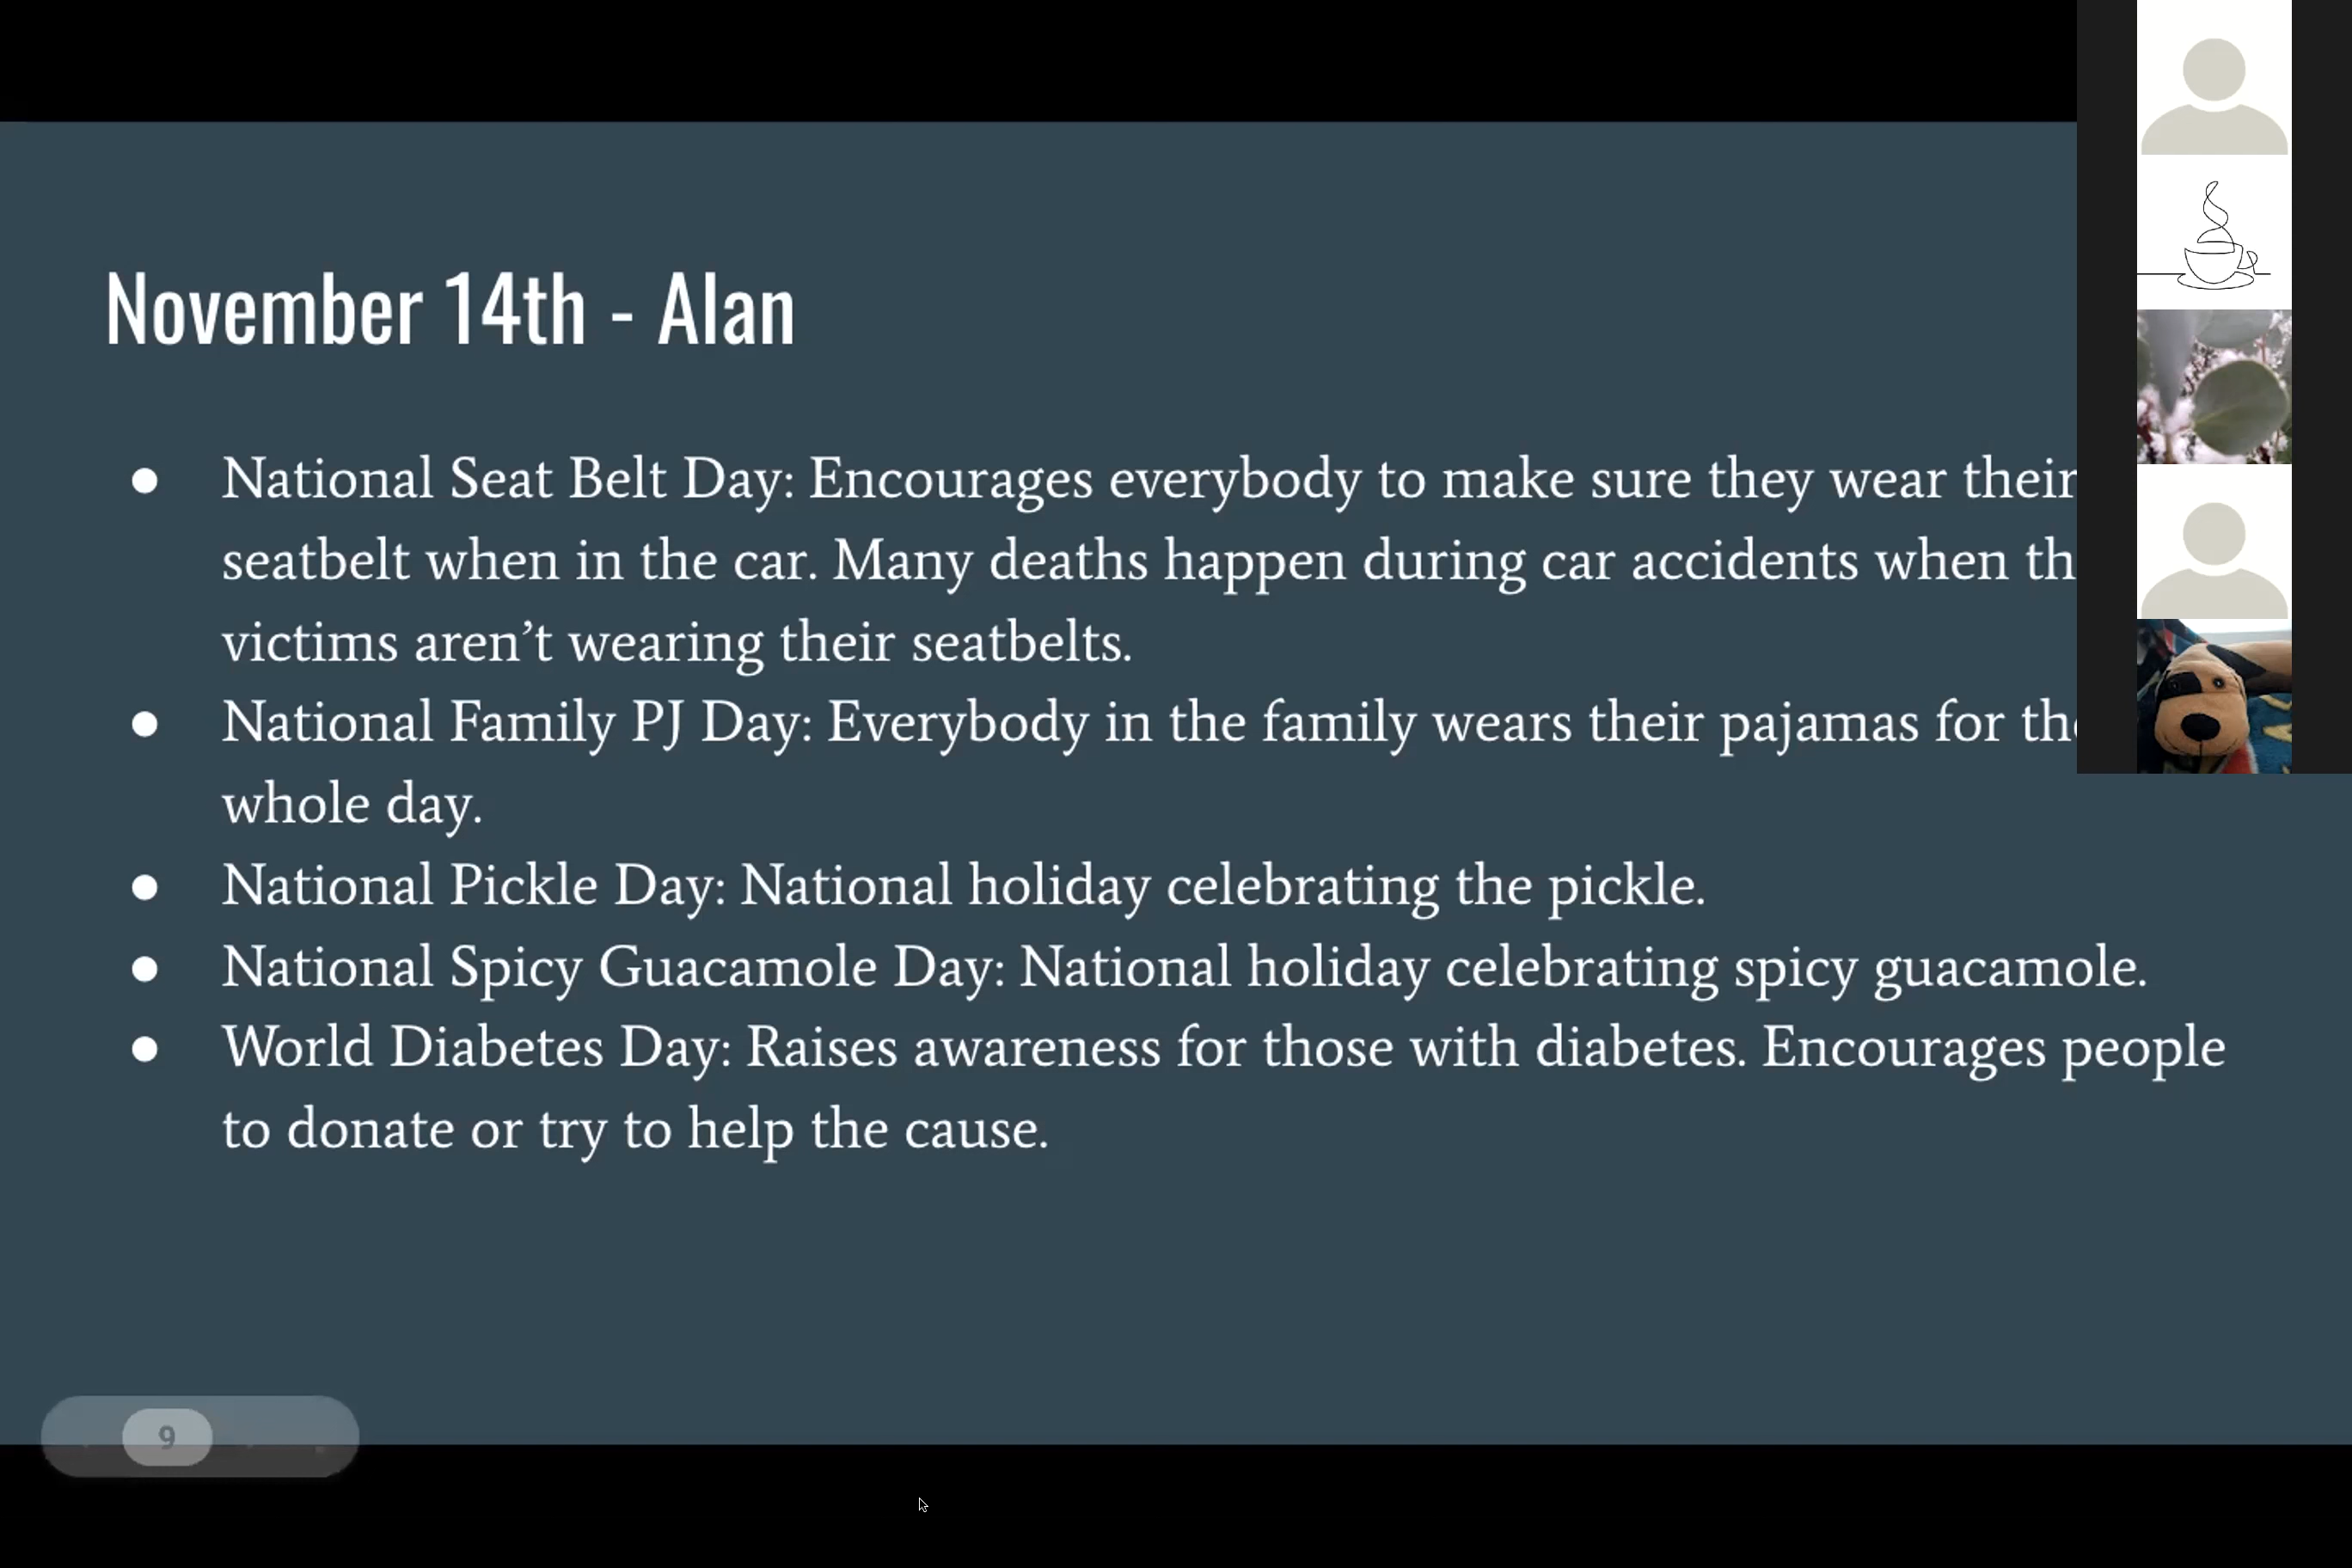 November 14th - Alan
● National Seat Belt Day: Encourages everybody to make sure they wear their
seatbelt when in the car. Many deaths happen during car accidents when
victims aren’t wearing their seatbelts.
● National Family PJ Day: Everybody in the family wears their pajamas for the
whole day.
● National Pickle Day: National holiday celebrating the pickle.
● National Spicy Guacamole Day: National holiday celebrating spicy guacamole.
● World Diabetes Day: Raises awareness for those with diabetes. Encourages people
to donate or try to help the cause.
9